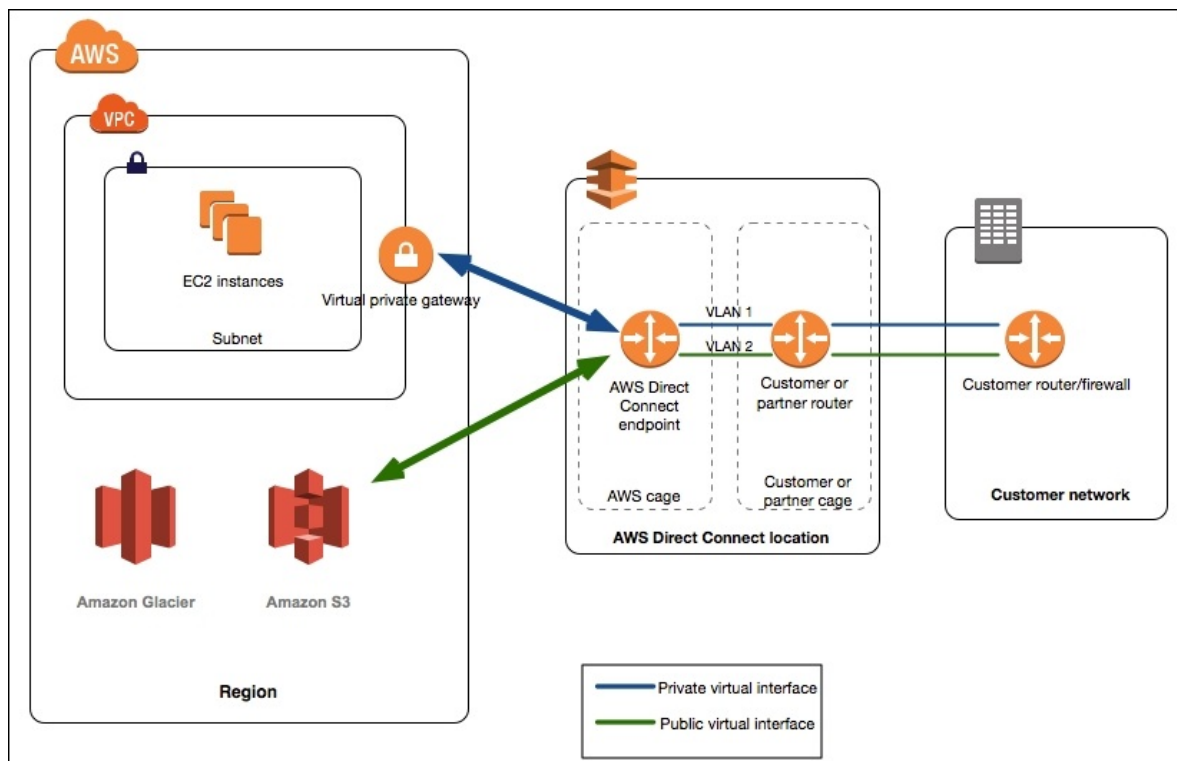 AWS
VPC
EC2 instances
Subnet
Virtual private gateway
Amazon Glacier
Amazon S3
Region
VLAN 1
VLAN 2
AWS Direct
Connect
endpoint
AWS cage
Customer or
partner router
Customer or
partner cage
AWS Direct Connect location
Customer router/firewall
Customer network
Private virtual interface
Public virtual interface